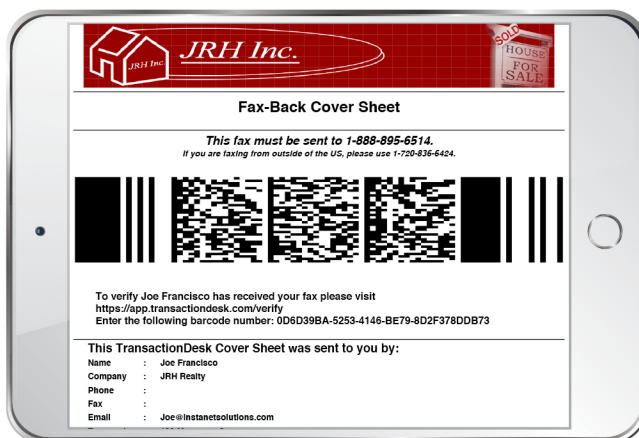 JRH Inc.
JRH Inc.
SOLD
HOUSE
FOR
SALE
Fax-Back Cover Sheet
This fax must be sent to 1-888-895-6514.
If you are faxing from outside of the US, please use 1-720-836-6424.
To verify Joe Francisco has received your fax please visit
https://app.transactiondesk.com/verify
Enter the following barcode number: 0D6D39BA-5253-4146-BE79-8D2F378DDB73
This TransactionDesk Cover Sheet was sent to you by:
Name : Joe Francisco
Company : JRH Realty
Phone :
Fax :
Email : Joe@instanetsolutions.com